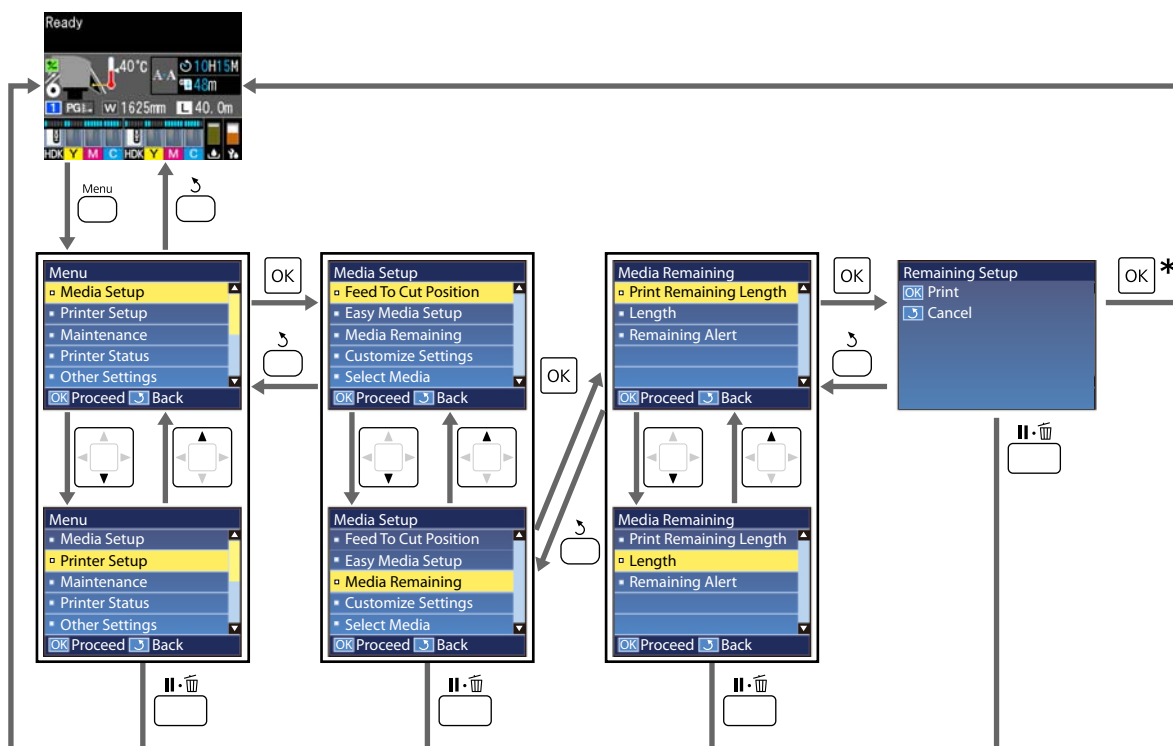 Ready
40°C A-A 10H15M
48m
1 PG W 1625mm L 40.0m
HDK Y M C HDK Y M C
Menu
Menu
Media Setup
Printer Setup
Maintenance
Printer Status
Other Settings
OK Proceed Back
OK
Media Setup
Feed To Cut Position
Easy Media Setup
Media Remaining
Customize Settings
Select Media
OK Proceed Back
OK
Media Remaining
Print Remaining Length
Length
Remaining Alert
OK Proceed Back
OK
Remaining Setup
OK Print
Cancel
OK *
Menu
Media Setup
Printer Setup
Maintenance
Printer Status
Other Settings
OK Proceed Back
Media Setup
Feed To Cut Position
Easy Media Setup
Media Remaining
Customize Settings
Select Media
OK Proceed Back
Media Remaining
Print Remaining Length
Length
Remaining Alert
OK Proceed Back